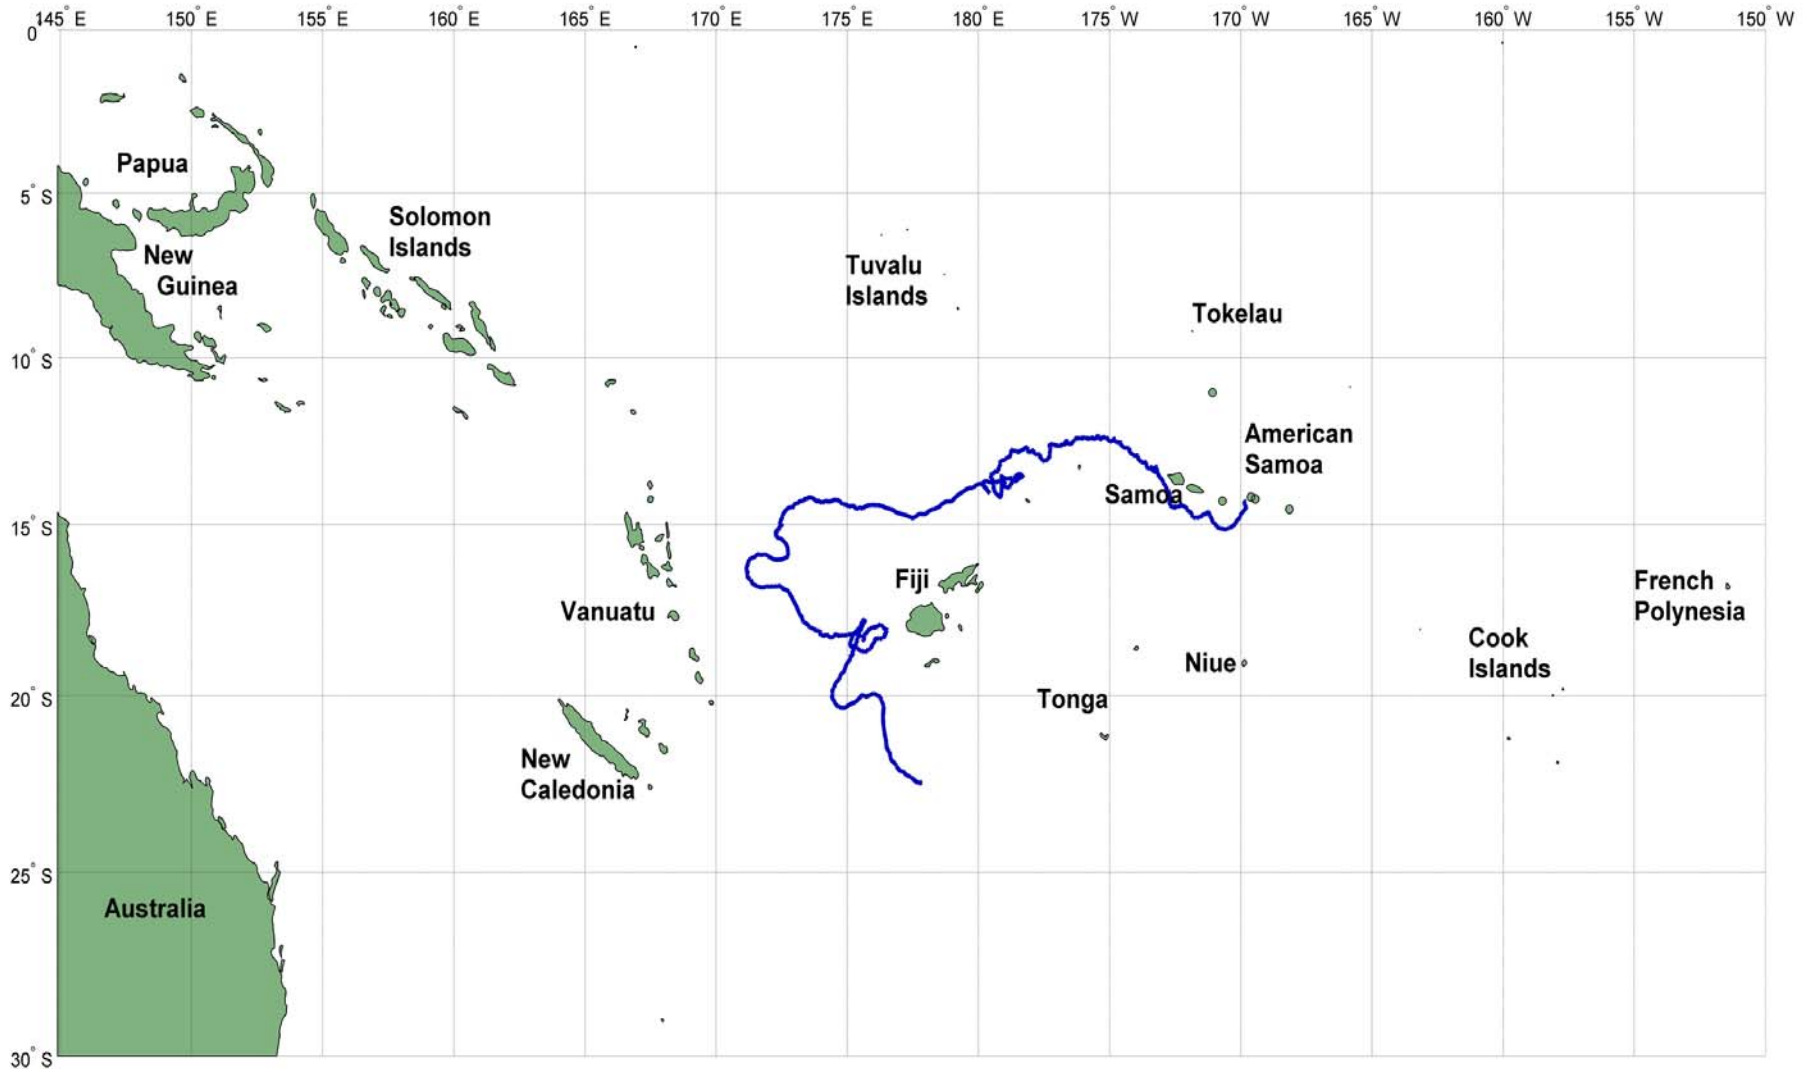 145° E 150° E 155° E 160° E 165° E 170° E 175° E 180° E 175° W 170° W 165° W 160° W 155° W 150° W
0°
Papua
5° S
Solomon
Islands
New
Guinea
Tuvalu
Islands
Tokelau
10° S
American
Samoa
Samoa
15° S
Fiji
French
Polynesia
Vanuatu
Cook
Islands
Niue
20° S
Tonga
New
Caledonia
25° S
Australia
30° S